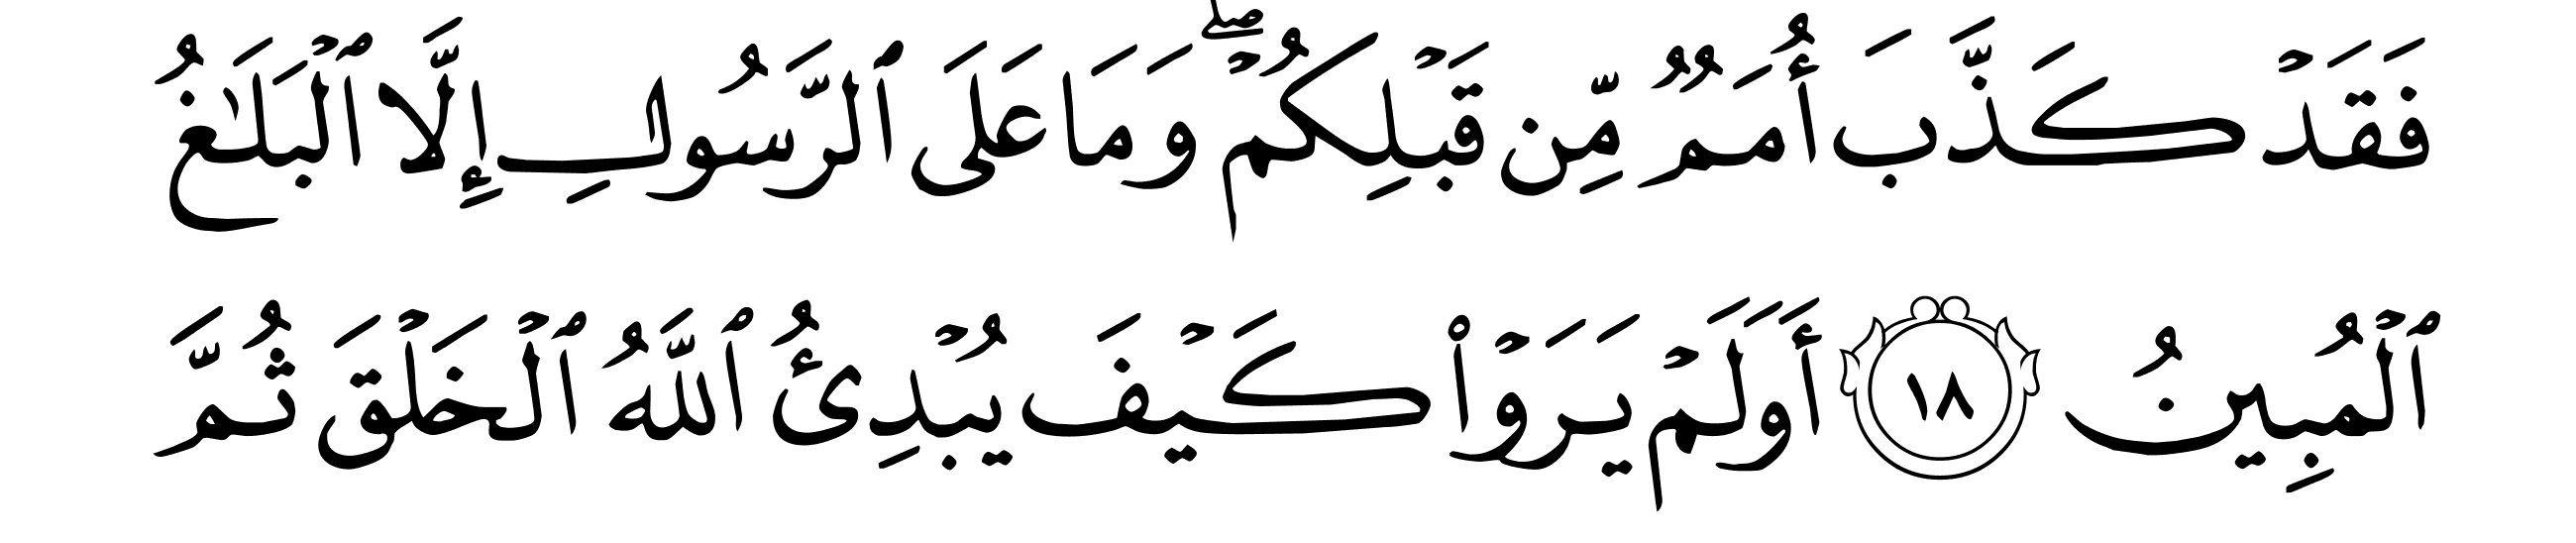 فَقَدۡ كَذَّبَ أُمَمٞ مِّن قَبۡلِكُمۡۖ وَمَا عَلَى ٱلرَّسُولِ إِلَّا ٱلۡبَلَٰغُ
ٱلۡمُبِينُ ١٨ أَوَلَمۡ يَرَوۡاْ كَيۡفَ يُبۡدِئُ ٱللَّهُ ٱلۡخَلۡقَ ثُمَّ